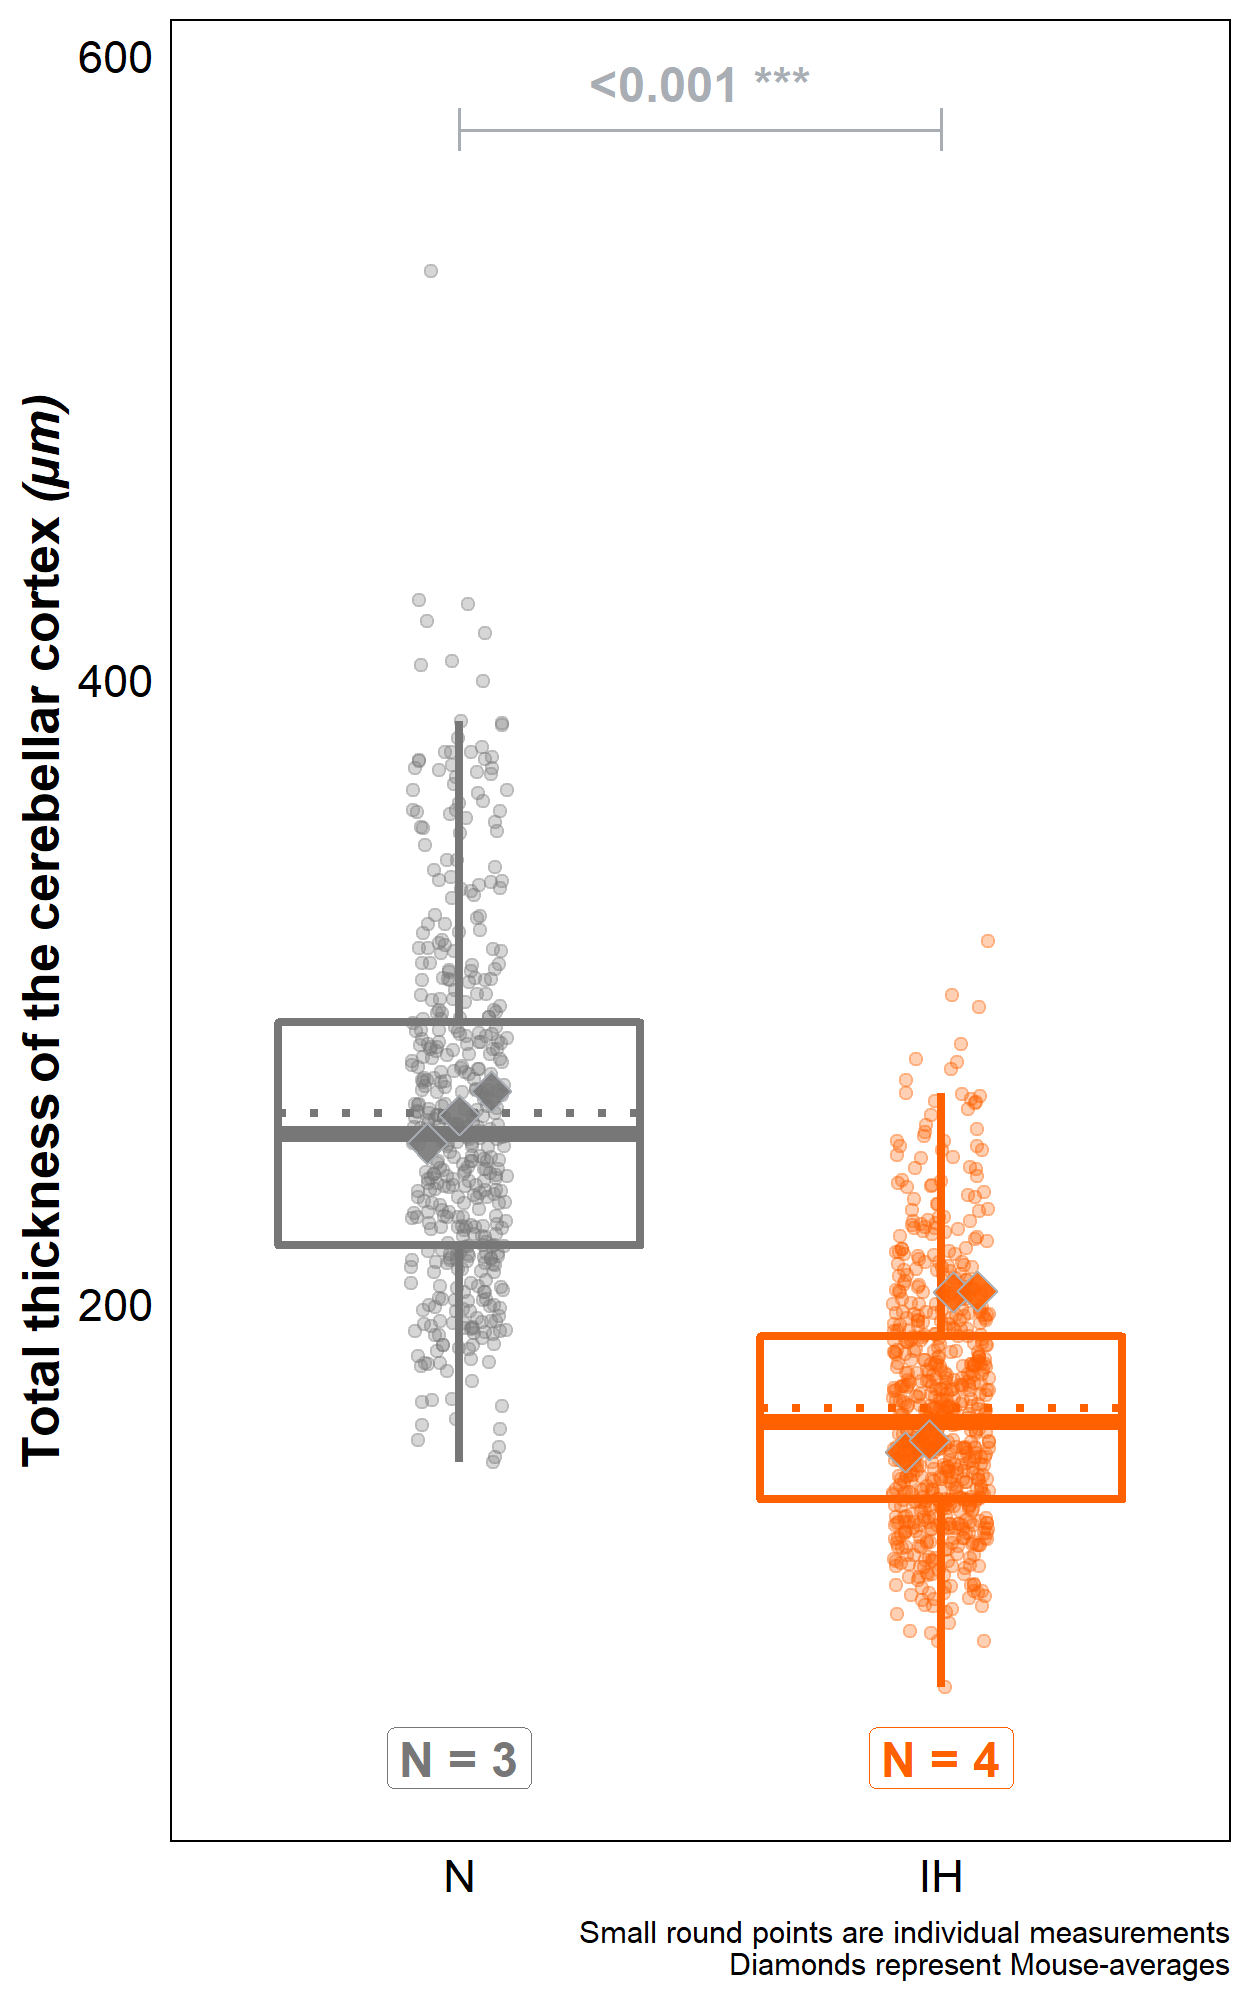 600
<0.001 ***
400
200
Total thickness of the cerebellar cortex (µm)
N = 3
N = 4
N
IH
Small round points are individual measurements
Diamonds represent Mouse-averages